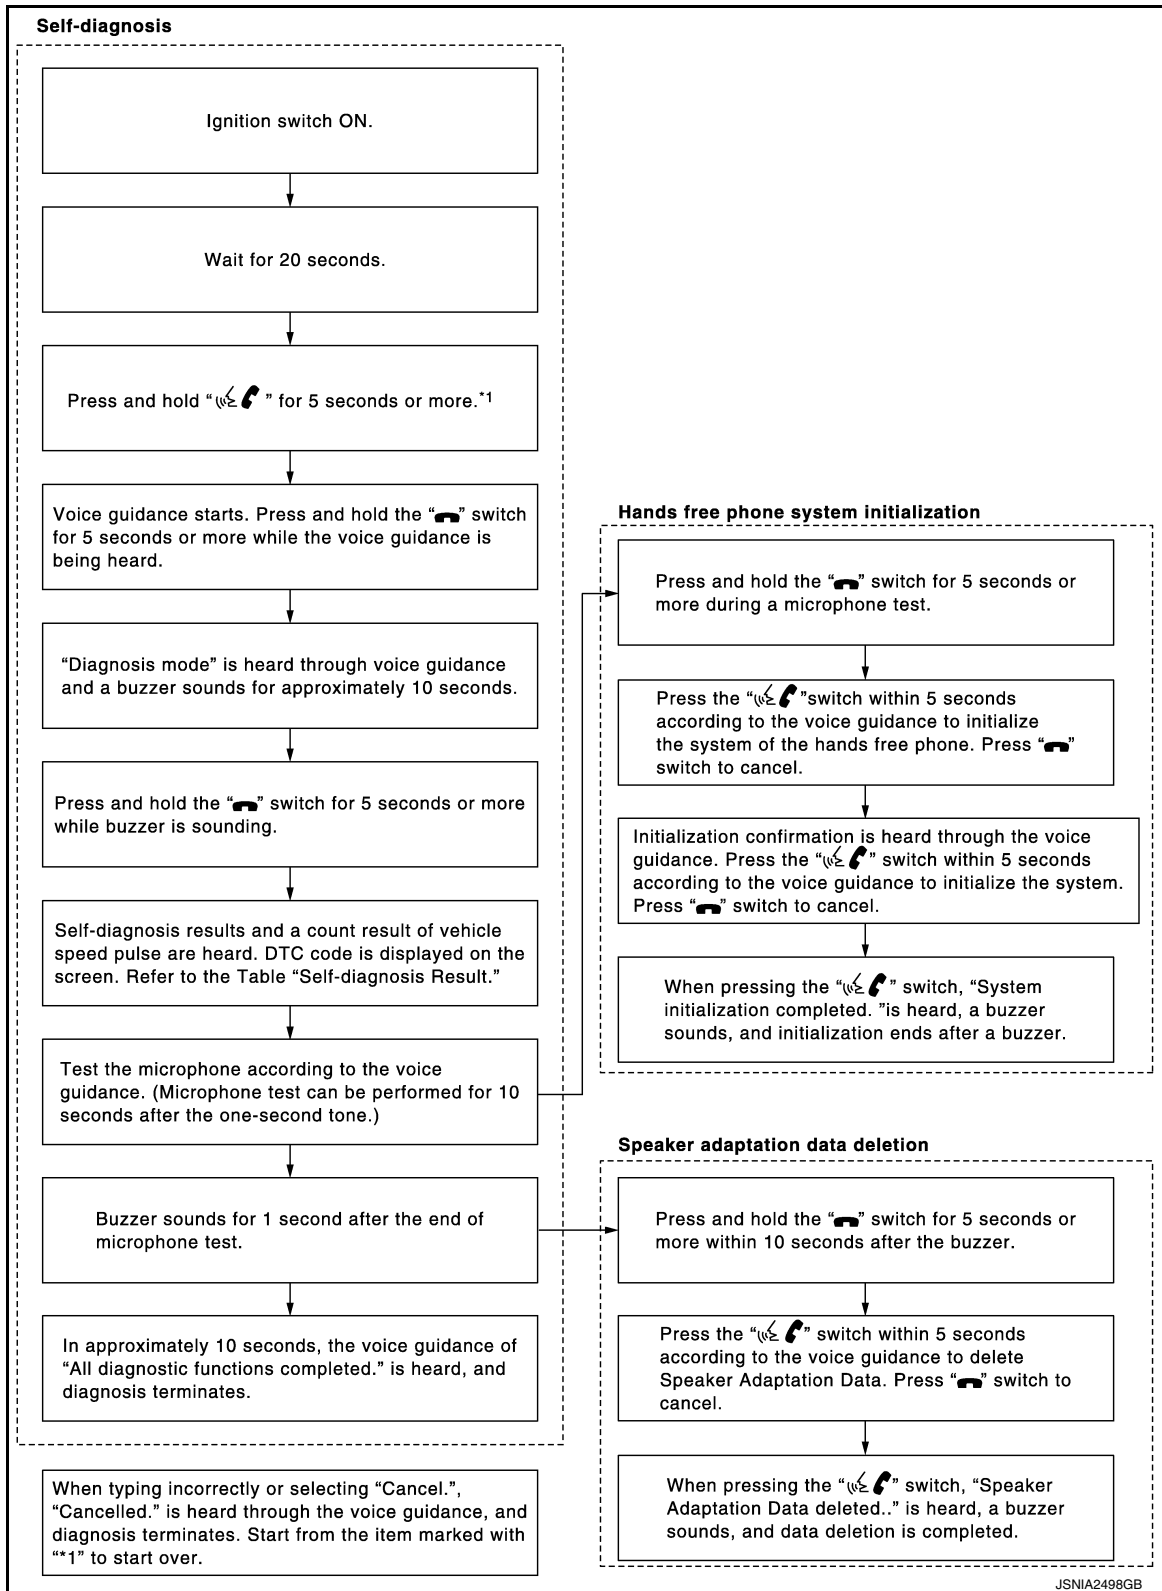 Self-diagnosis
Ignition switch ON.
Wait for 20 seconds.
Press and hold “ ” for 5 seconds or more.*1
Voice guidance starts. Press and hold the “ ” switch
for 5 seconds or more while the voice guidance is
being heard.
“Diagnosis mode” is heard through voice guidance
and a buzzer sounds for approximately 10 seconds.
Press and hold the “ ” switch for 5 seconds or more
while buzzer is sounding.
Self-diagnosis results and a count result of vehicle
speed pulse are heard. DTC code is displayed on the
screen. Refer to the Table “Self-diagnosis Result.”
Test the microphone according to the voice
guidance. (Microphone test can be performed for 10
seconds after the one-second tone.)
Buzzer sounds for 1 second after the end of
microphone test.
In approximately 10 seconds, the voice guidance of
“All diagnostic functions completed.” is heard, and
diagnosis terminates.
When typing incorrectly or selecting “Cancel.”,
“Cancelled.” is heard through the voice guidance, and
diagnosis terminates. Start from the item marked with
“*1” to start over.
Hands free phone system initialization
Press and hold the “ ” switch for 5 seconds or
more during a microphone test.
Press the “ ”switch within 5 seconds
according to the voice guidance to initialize
the system of the hands free phone. Press “ ”
switch to cancel.
Initialization confirmation is heard through the voice
guidance. Press the “ ” switch within 5 seconds
according to the voice guidance to initialize the system.
Press “ ” switch to cancel.
When pressing the “ ” switch, “System
initialization completed. ”is heard, a buzzer
sounds, and initialization ends after a buzzer.
Speaker adaptation data deletion
Press and hold the “ ” switch for 5 seconds or
more within 10 seconds after the buzzer.
Press the “ ” switch within 5 seconds
according to the voice guidance to delete
Speaker Adaptation Data. Press “ ” switch to
cancel.
When pressing the “ ” switch, “Speaker
Adaptation Data deleted..” is heard, a buzzer
sounds, and data deletion is completed.
JSNIA2498GB